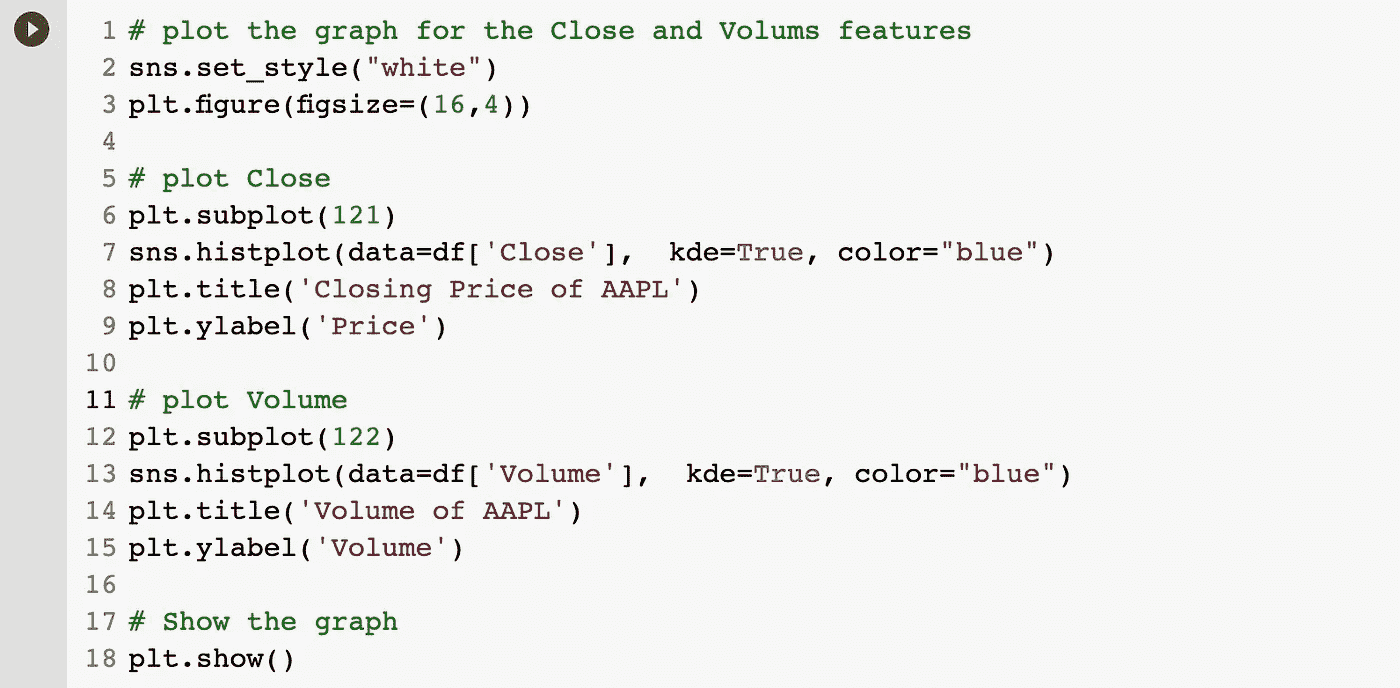 1 # plot the graph for the Close and Volums features
2 sns.set_style("white")
3 plt.figure(figsize=(16,4))
4
5 # plot Close
6 plt.subplot(121)
7 sns.histplot(data=df['Close'],  kde=True, color="blue")
8 plt.title('Closing Price of AAPL')
9 plt.ylabel('Price')
10
11 # plot Volume
12 plt.subplot(122)
13 sns.histplot(data=df['Volume'],  kde=True, color="blue")
14 plt.title('Volume of AAPL')
15 plt.ylabel('Volume')
16
17 # Show the graph
18 plt.show()